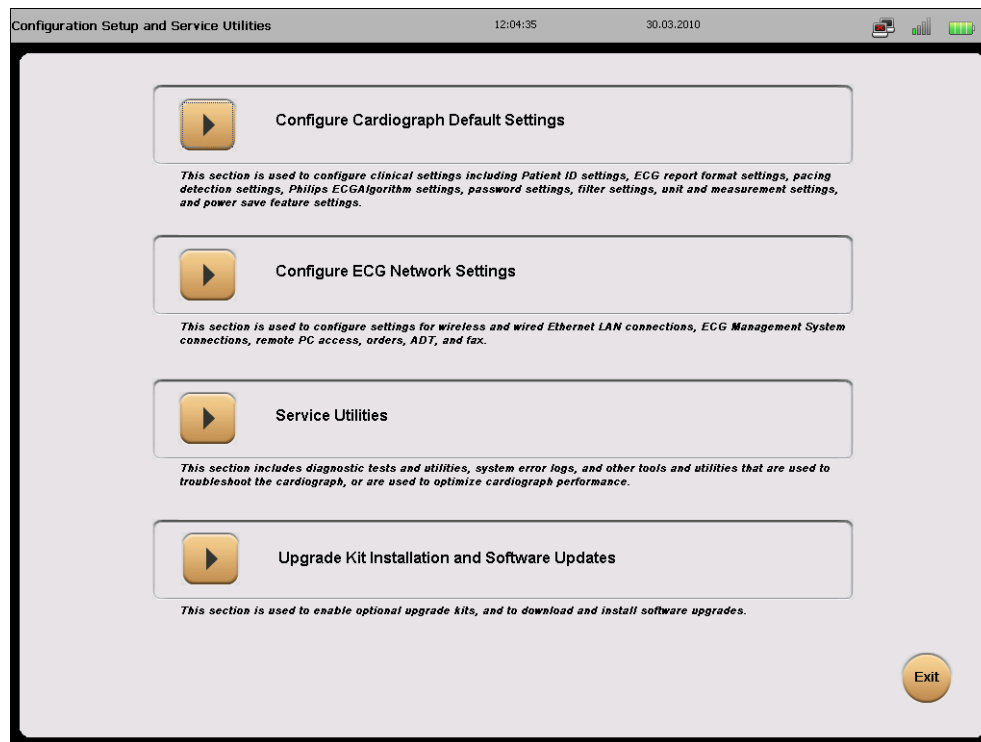 Configuration Setup and Service Utilities 12:04:35 30.03.2010
Configure Cardiograph Default Settings
This section is used to configure clinical settings including Patient ID settings, ECG report format settings, pacing
detection settings, Philips ECGAlgorithm settings, password settings, filter settings, unit and measurement settings,
and power save feature settings.
Configure ECG Network Settings
This section is used to configure settings for wireless and wired Ethernet LAN connections, ECG Management System
connections, remote PC access, orders, ADT, and fax.
Service Utilities
This section includes diagnostic tests and utilities, system error logs, and other tools and utilities that are used to
troubleshoot the cardiograph, or are used to optimize cardiograph performance.
Upgrade Kit Installation and Software Updates
This section is used to enable optional upgrade kits, and to download and install software upgrades.
Exit